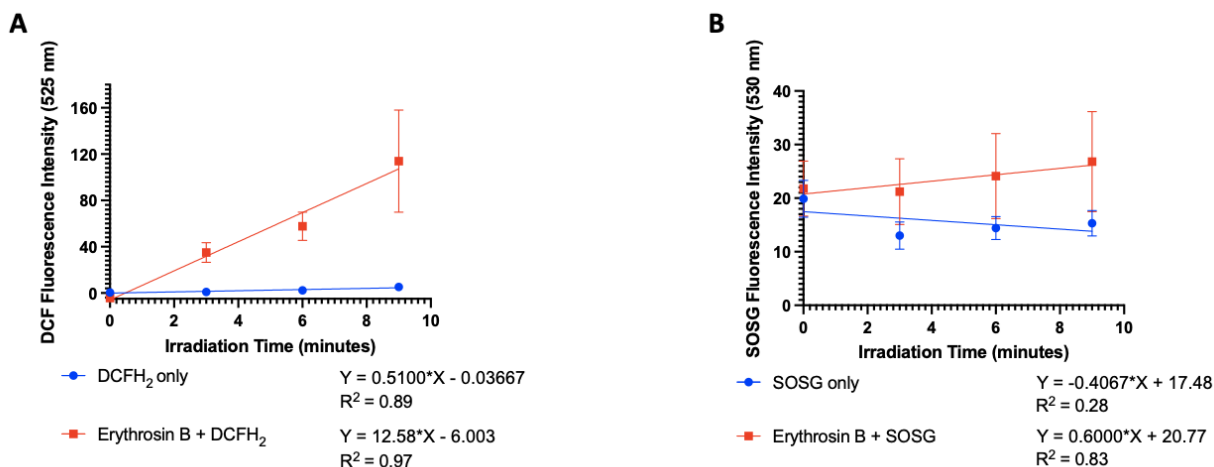 A
DCF Fluorescence Intensity (525 nm)
160
120
80
40
0
0 2 4 6 8 10
Irradiation Time (minutes)
DCFH₂ only Y = 0.5100*X - 0.03667
R² = 0.89
Erythrosin B + DCFH₂ Y = 12.58*X - 6.003
R² = 0.97
B
SOSG Fluorescence Intensity (530 nm)
40
30
20
10
0
0 2 4 6 8 10
Irradiation Time (minutes)
SOSG only Y = -0.4067*X + 17.48
R² = 0.28
Erythrosin B + SOSG Y = 0.6000*X + 20.77
R² = 0.83